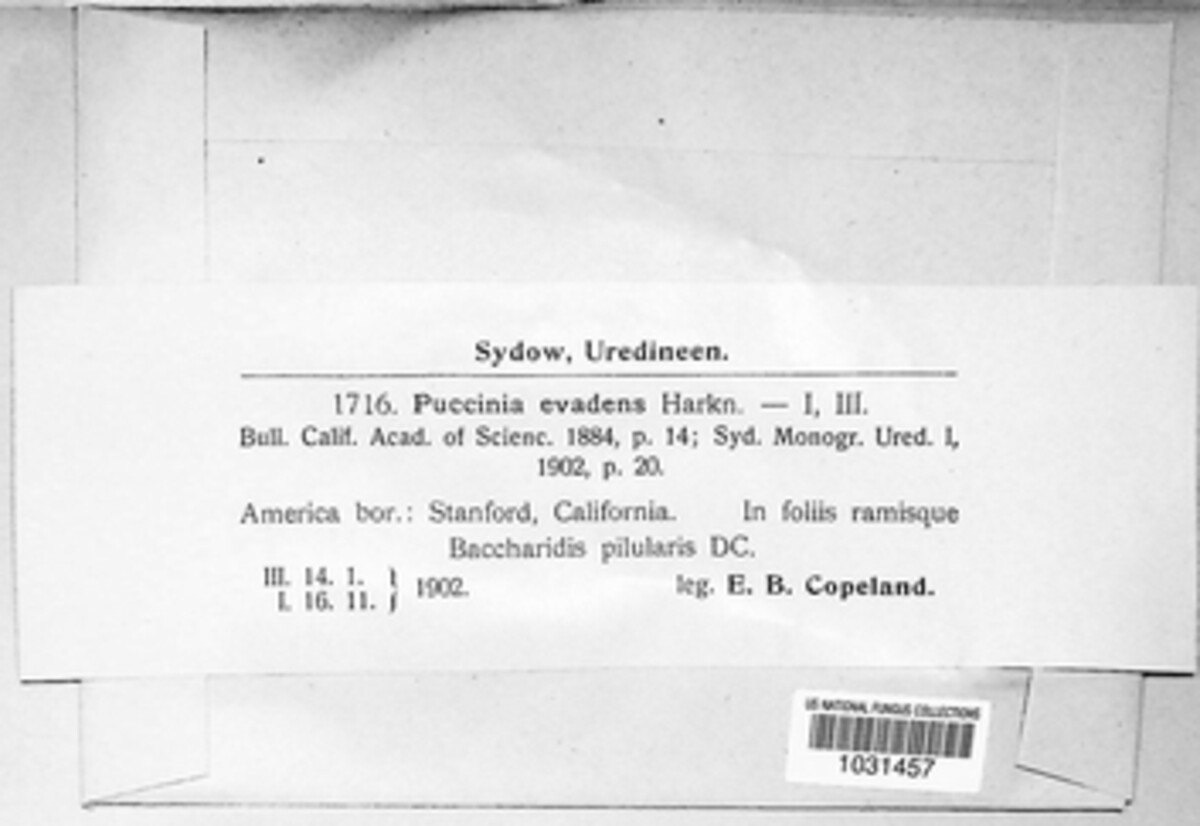 Sydow, Uredineen.
1716. Puccinia evadens Harkn. — I, III.
Bull. Calif. Acad. of Scienc. 1884, p. 14; Syd. Monogr. Ured. I,
1902, p. 20.
America bor.: Stanford, California. In foliis ramisque
Baccharidis pilularis DC.
III. 14. 1. }
I. 16. 11. } 1902. leg. E. B. Copeland.
US NATIONAL FUNGUS COLLECTIONS
1031457